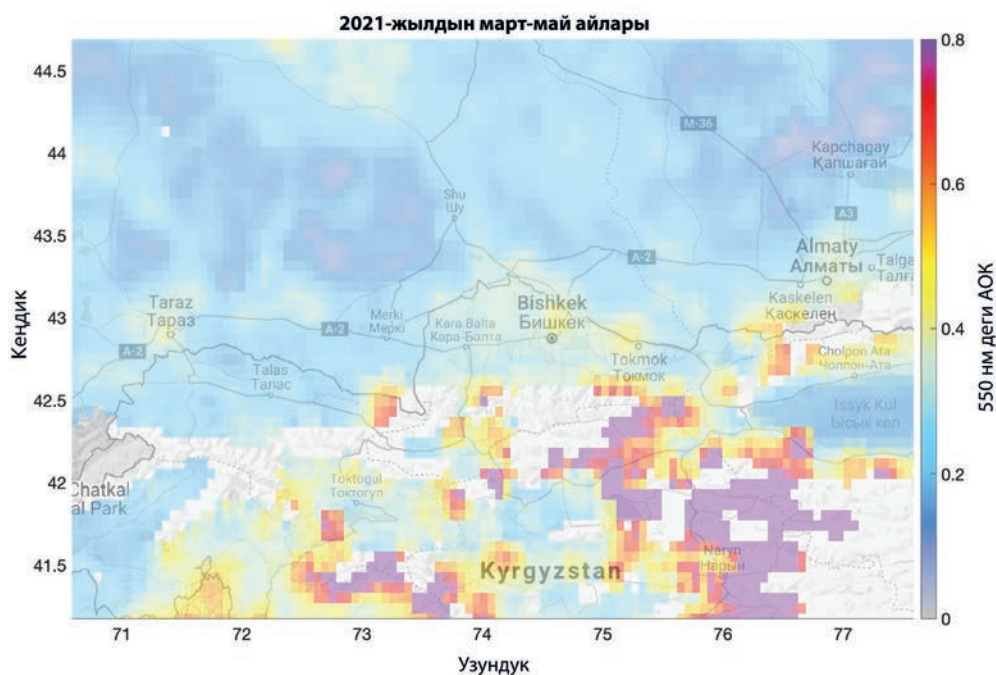 2021-жылдын март-май айлары
44.5
44
43.5
43
42.5
42
41.5
Кендик
71
72
73
74
75
76
77
Узундук
0.8
0.6
0.4
0.2
0
550 нм деги АОК
M-36
Kapchagay
Қапшағай
Shu
Шу
A3
A-2
Almaty
Алматы
Talga
Талғ
Kaskelen
Қаскелең
Taraz
Тараз
A-2
Merki
Меркі
Kara Balta
Кара-Балта
Bishkek
Бишкек
A-2
Tokmok
Токмок
Cholpon Ata
Чолпон-Ата
Talas
Талас
Issyk Kul
Ысык көл
Chatkal
al Park
Toktogul
Токтогул
Naryn
Нарын
Kyrgyzstan